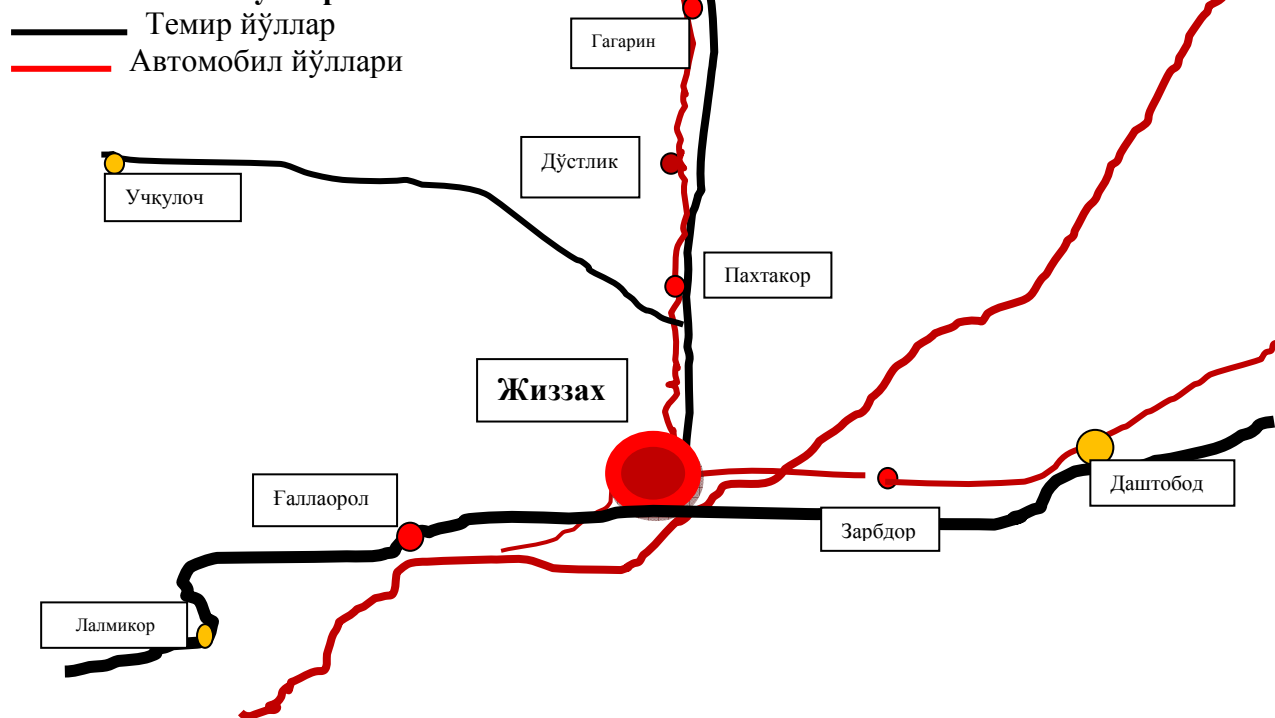 Темир йўллар
Автомобил йўллари
Гагарин
Дўстлик
Учқулоч
Пахтакор
Жиззах
Ғаллаорол
Даштобод
Зарбдор
Лалмикор